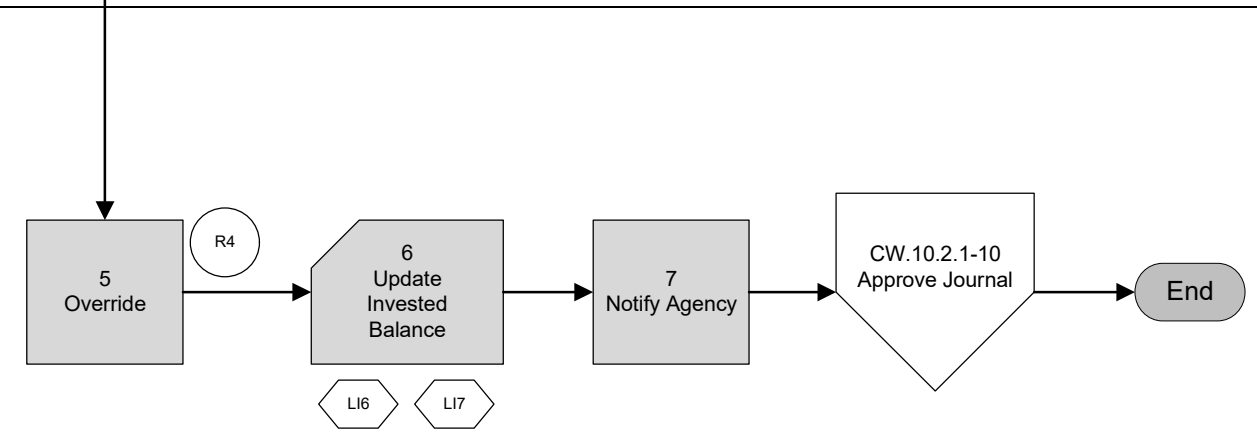 5
Override
R4
6
Update
Invested
Balance
LI6
LI7
7
Notify Agency
CW.10.2.1-10
Approve Journal
End